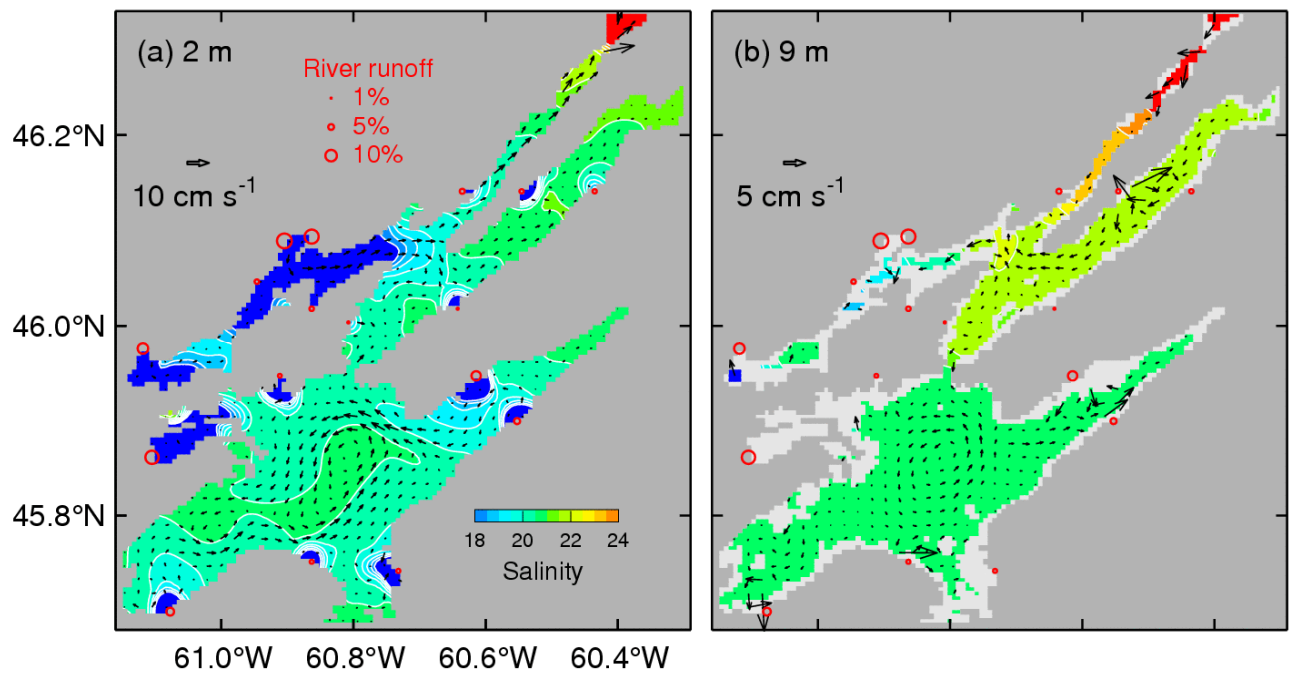 (a) 2 m
River runoff
1%
5%
10%
10 cm s⁻¹
(b) 9 m
5 cm s⁻¹
46.2°N
46.0°N
45.8°N
18 20 22 24
Salinity
61.0°W 60.8°W 60.6°W 60.4°W